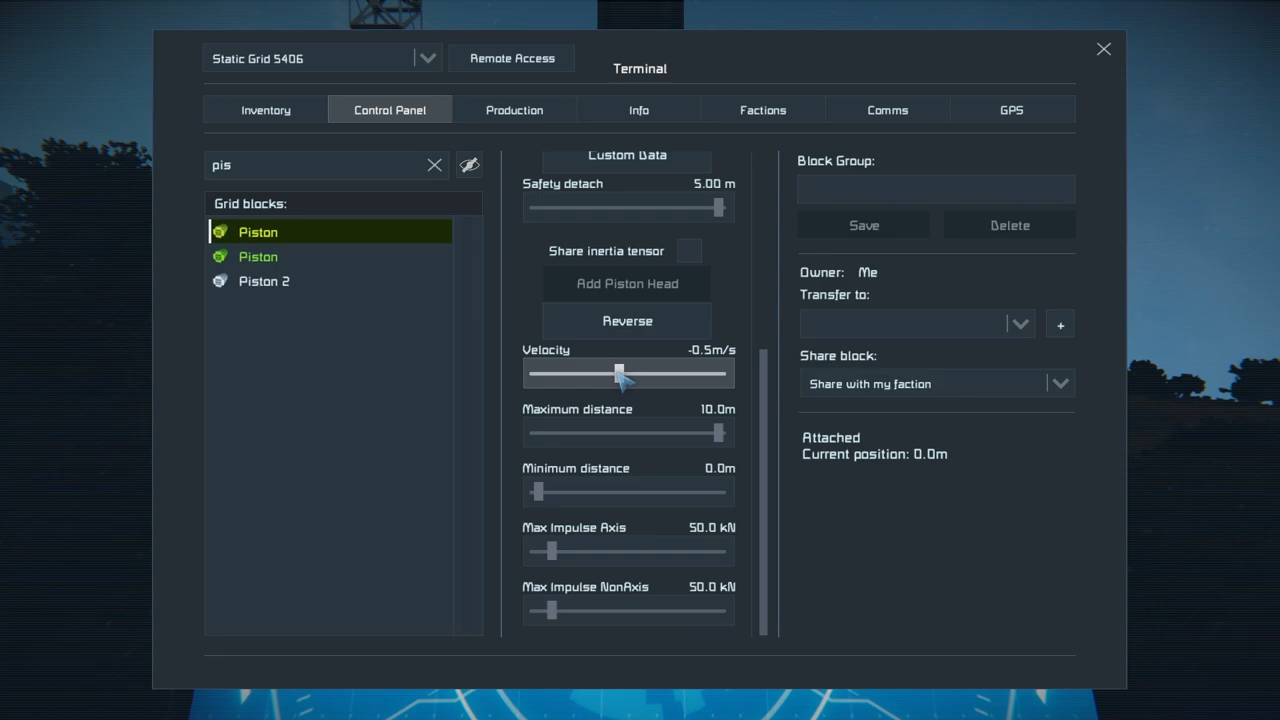 Static Grid 5406
Remote Access
Terminal
Inventory
Control Panel
Production
Info
Factions
Comms
GPS
pis
Grid blocks:
Piston
Piston
Piston 2
Custom Data
Safety detach 5.00 m
Share inertia tensor
Add Piston Head
Reverse
Velocity -0.5m/s
Maximum distance 10.0m
Minimum distance 0.0m
Max Impulse Axis 50.0 kN
Max Impulse NonAxis 50.0 kN
Block Group:
Save
Delete
Owner: Me
Transfer to:
+
Share block:
Share with my faction
Attached
Current position: 0.0m